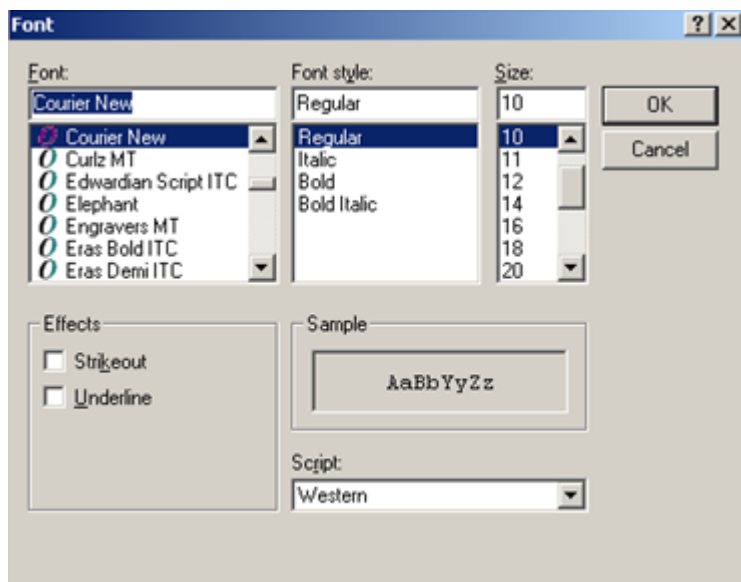 Font
Font: Font style: Size:
Courier New Regular 10 OK
Courier New Regular 10 Cancel
Curlz MT Italic 11
Edwardian Script ITC Bold 12
Elephant Bold Italic 14
Engravers MT 16
Eras Bold ITC 18
Eras Demi ITC 20
Effects Sample
Strikeout
AaBbYyZz
Underline
Script:
Western